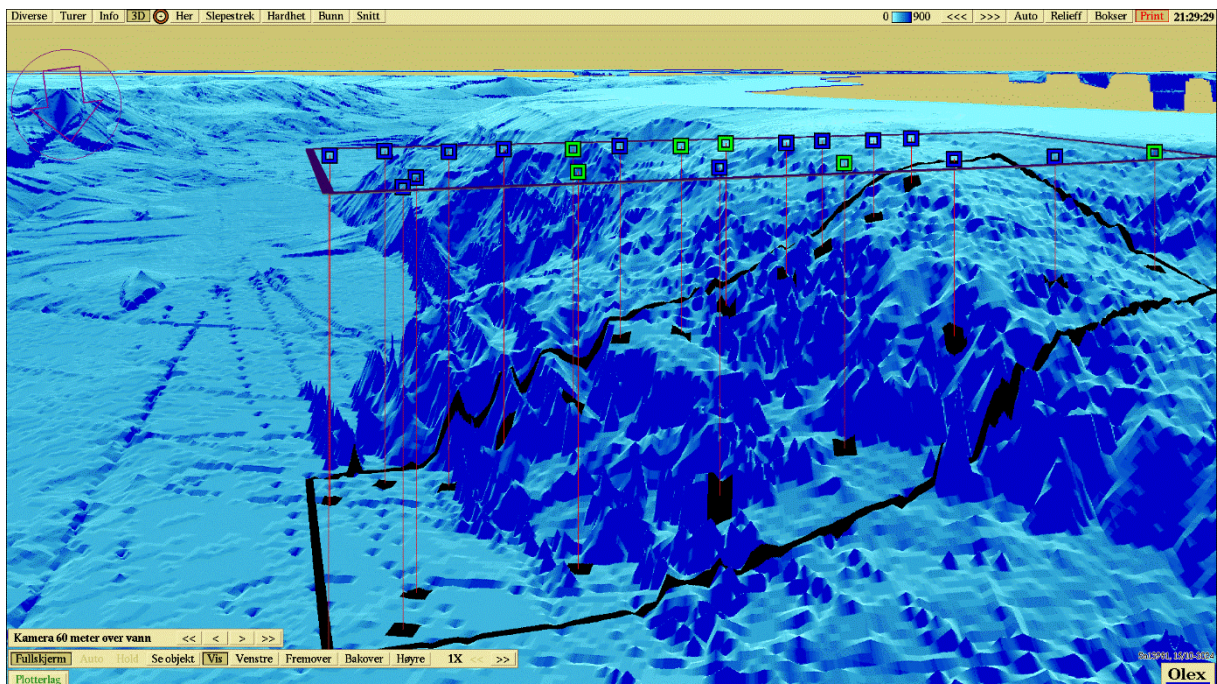 Diverse Turer Info 3D Her Slepestrek Hardhet Bunn Snitt 0 900 <<< >>> Auto Relieff Bokser Print 21:29:29
Kamera 60 meter over vann << < > >>
Fullskjerm Auto Hold Se objekt Vis Venstre Fremover Bakover Høyre 1X << >>
Plotterlag Olex